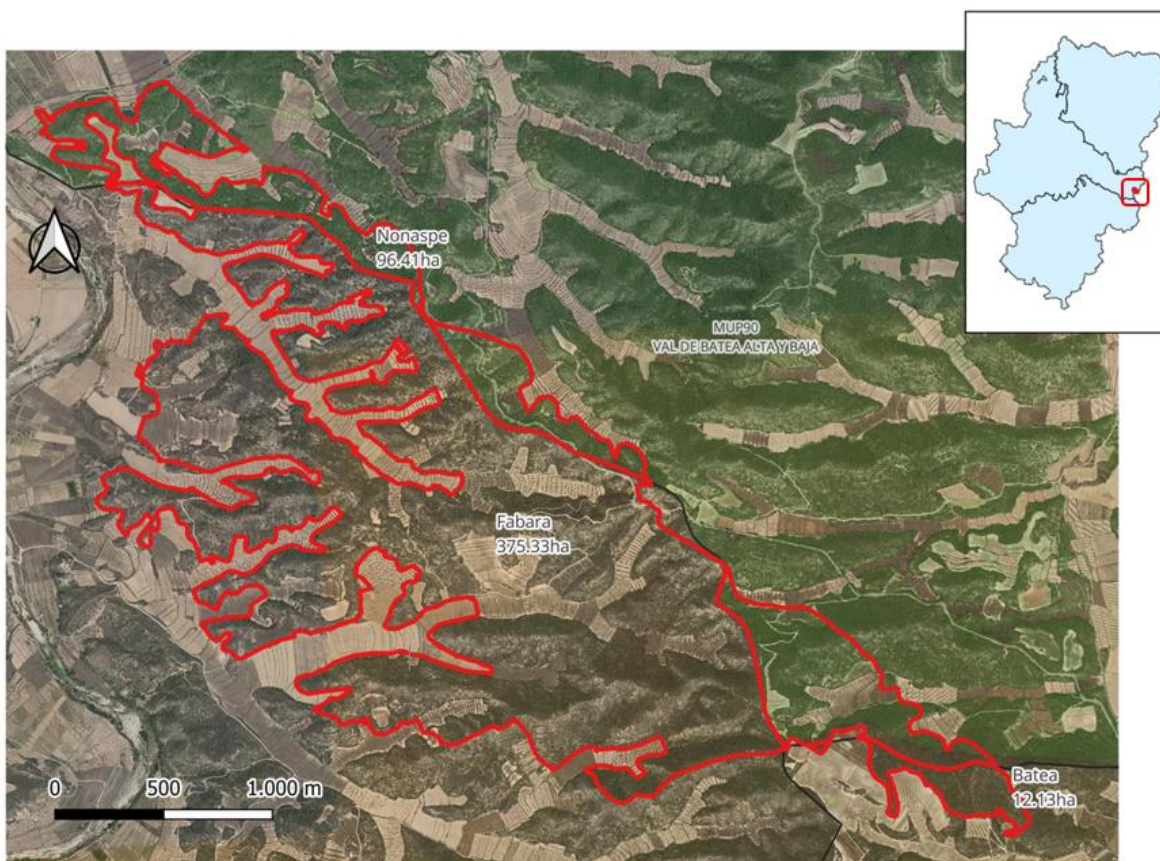 Nonaspe
96.41ha
MUP90
VAL DE BATEA ALTA Y BAJA
Fabara
375.33ha
Batea
12.13ha
0 500 1.000 m